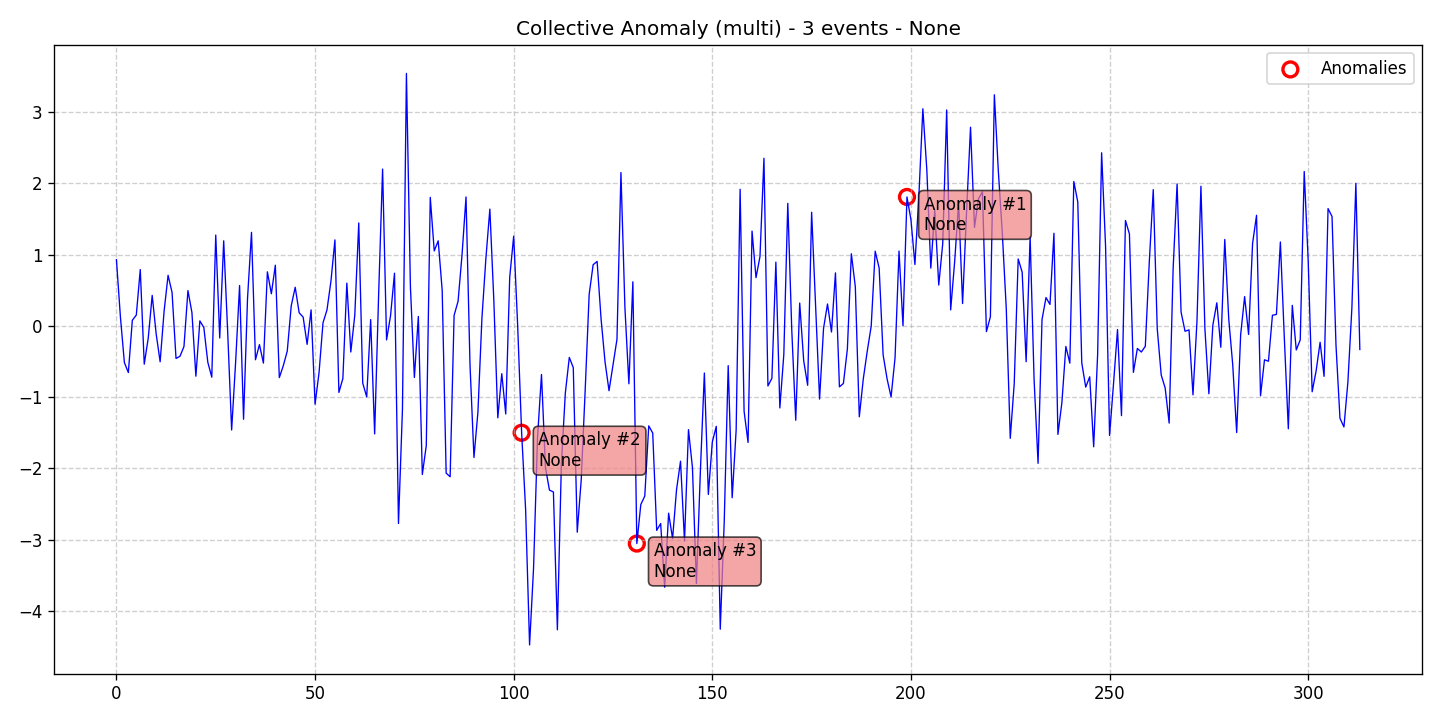 Collective Anomaly (multi) - 3 events - None
Anomalies
3
2
1
0
−1
−2
−3
−4
Anomaly #1
None
Anomaly #2
None
Anomaly #3
None
0
50
100
150
200
250
300